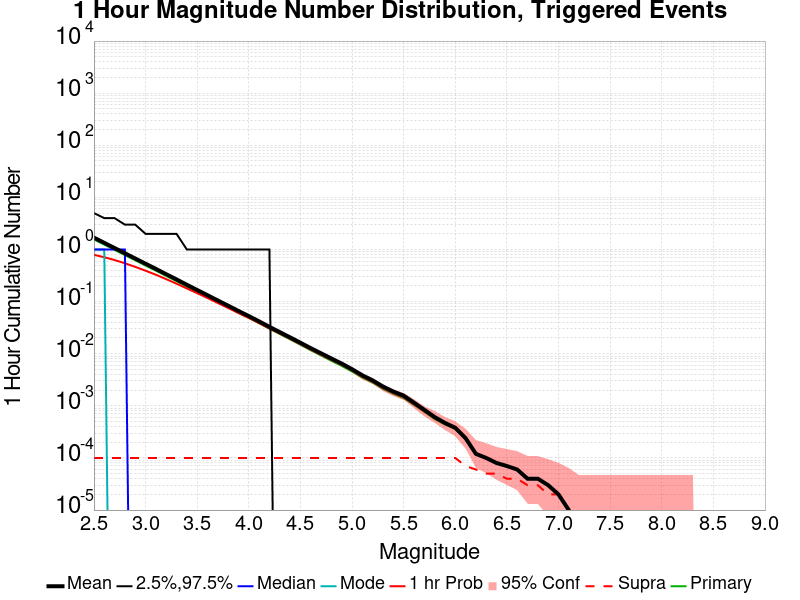 1 Hour Magnitude Number Distribution, Triggered Events
1 Hour Cumulative Number
10^4
10^3
10^2
10^1
10^0
10^-1
10^-2
10^-3
10^-4
10^-5
2.5 3.0 3.5 4.0 4.5 5.0 5.5 6.0 6.5 7.0 7.5 8.0 8.5 9.0
Magnitude
Mean 2.5%,97.5% Median Mode 1 hr Prob 95% Conf Supra Primary